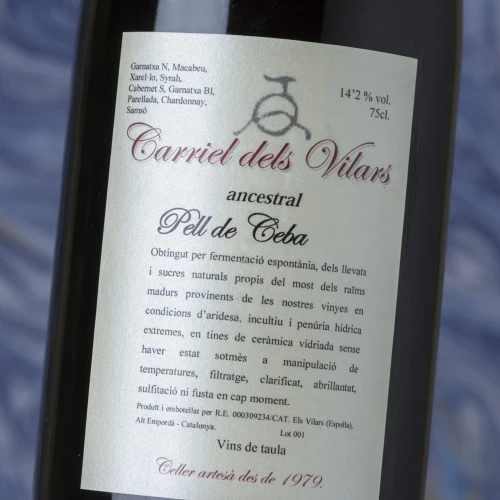 Garnatxa N, Macabeu,
Xarel·lo, Syrah,
Cabernet S, Garnatxa Bl,
Parellada, Chardonnay,
Samsó
14'2 % vol.
75cl.
Carriel dels Vilars
ancestral
Pell de Ceba
Obtingut per fermentació espontània, dels llevats
i sucres naturals propis del most dels raïms
madurs provinents de les nostres vinyes en
condicions d'aridesa, incultiu i penúria hídrica
extremes, en tines de ceràmica vidriada sense
haver estat sotmès a manipulació de
temperatures, filtratge, clarificat, abrillantat,
sulfitació ni fusta en cap moment.
Produït i embotellat per R.E. 000309234/CAT. Els Vilars (Espolla).
Alt Empordà - Catalunya. Lot 001
Vins de taula
Celler artesà des de 1979.